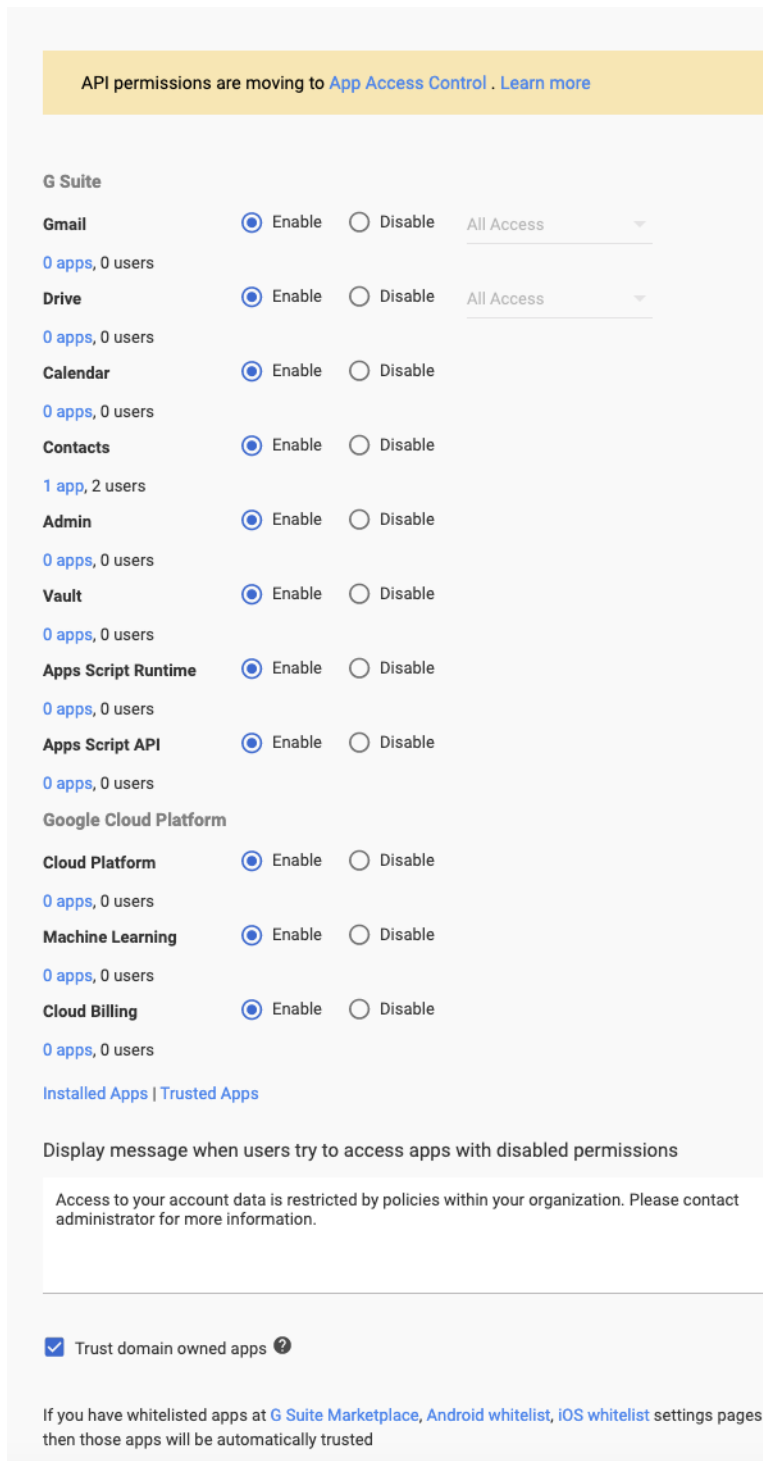 API permissions are moving to App Access Control . Learn more
G Suite
Gmail Enable Disable All Access
0 apps, 0 users
Drive Enable Disable All Access
0 apps, 0 users
Calendar Enable Disable
0 apps, 0 users
Contacts Enable Disable
1 app, 2 users
Admin Enable Disable
0 apps, 0 users
Vault Enable Disable
0 apps, 0 users
Apps Script Runtime Enable Disable
0 apps, 0 users
Apps Script API Enable Disable
0 apps, 0 users
Google Cloud Platform
Cloud Platform Enable Disable
0 apps, 0 users
Machine Learning Enable Disable
0 apps, 0 users
Cloud Billing Enable Disable
0 apps, 0 users
Installed Apps | Trusted Apps
Display message when users try to access apps with disabled permissions
Access to your account data is restricted by policies within your organization. Please contact
administrator for more information.
Trust domain owned apps ?
If you have whitelisted apps at G Suite Marketplace, Android whitelist, iOS whitelist settings pages
then those apps will be automatically trusted